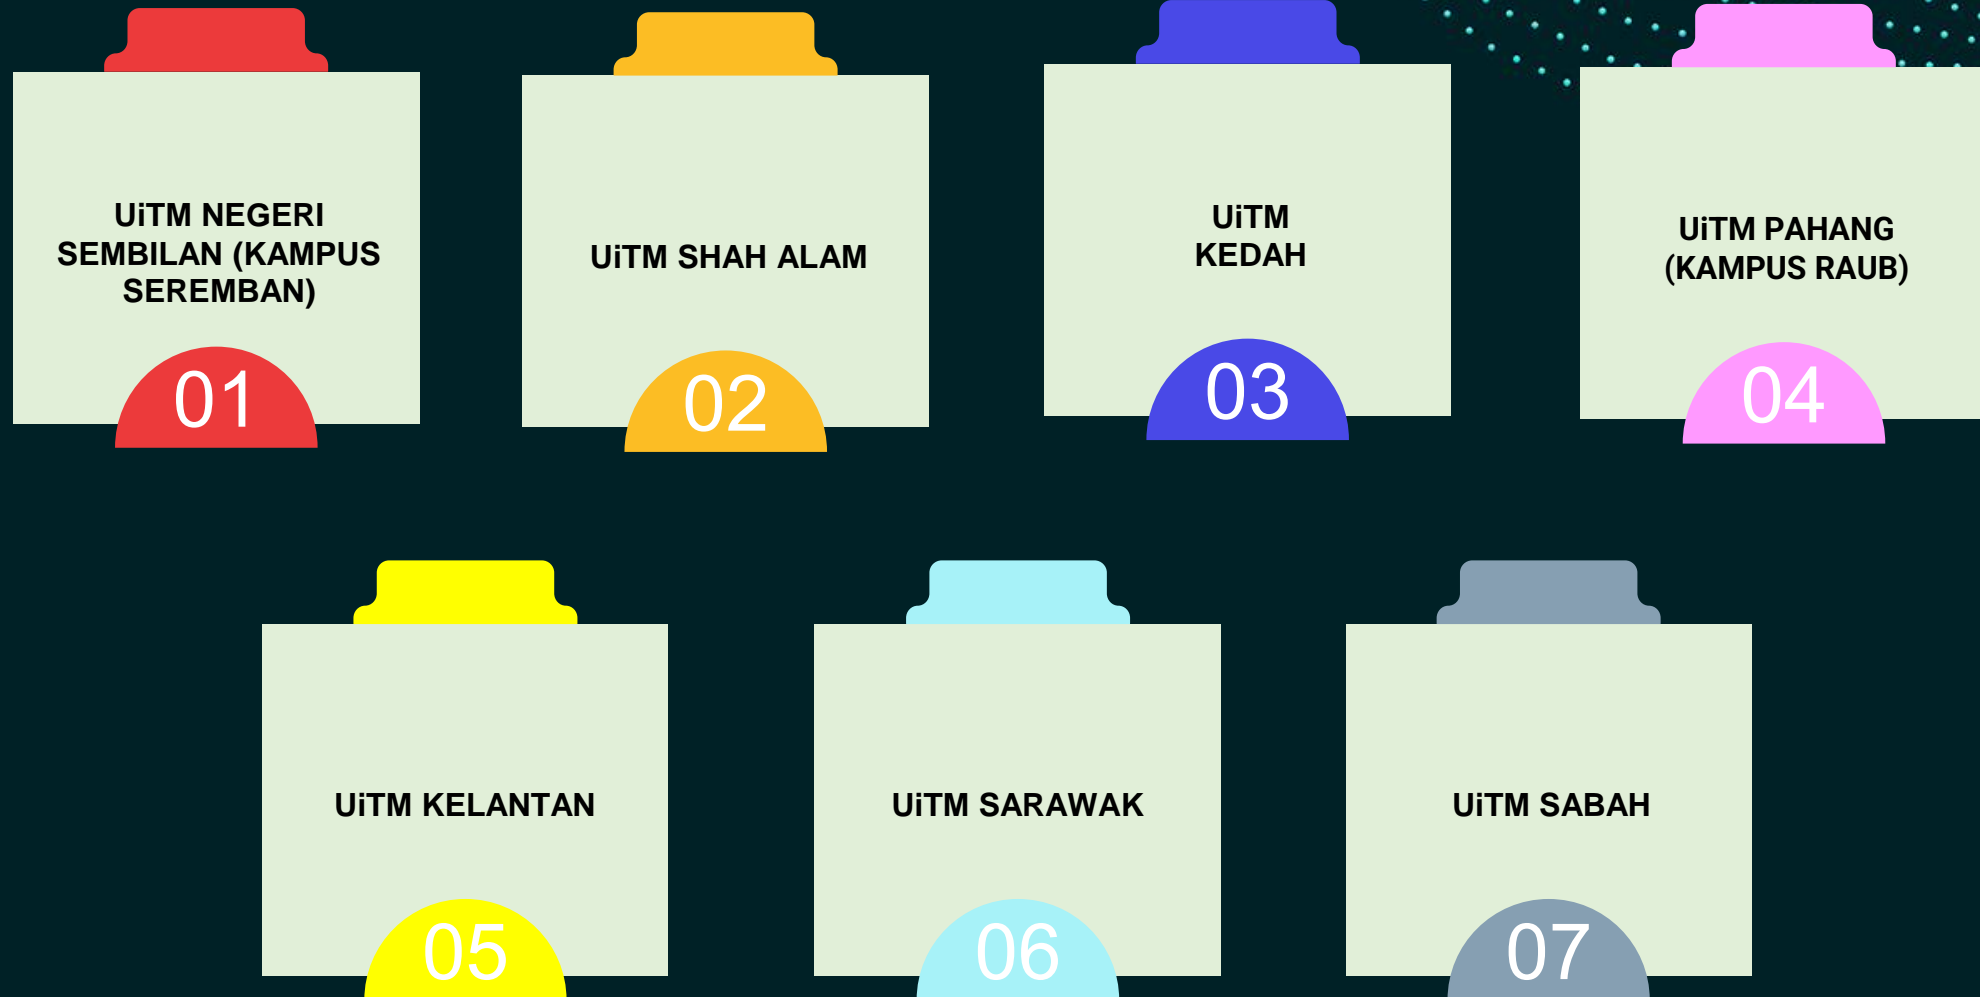 UiTM NEGERI
SEMBILAN (KAMPUS
SEREMBAN)
01
UiTM SHAH ALAM
02
UiTM
KEDAH
03
UiTM PAHANG
(KAMPUS RAUB)
04
UiTM KELANTAN
05
UiTM SARAWAK
06
UiTM SABAH
07